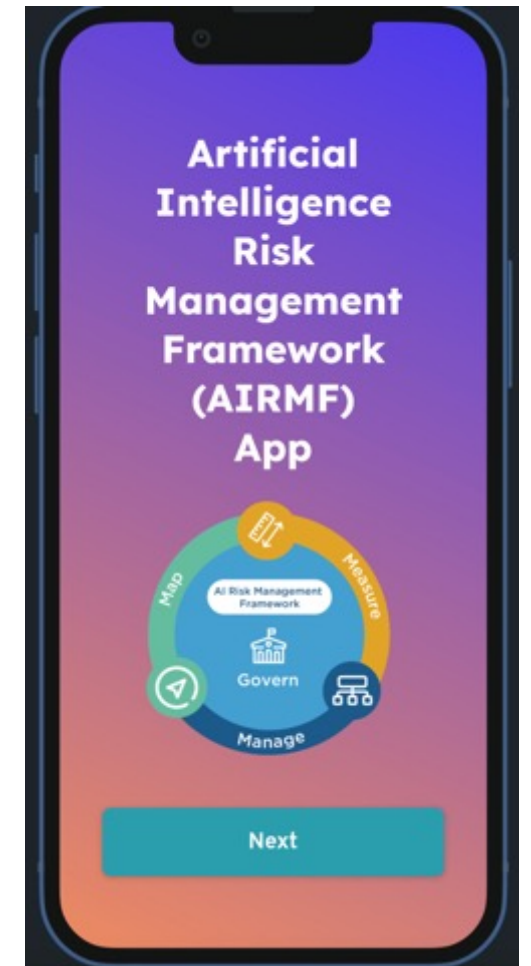 Artificial
Intelligence
Risk
Management
Framework
(AIRMF)
App
Map
Measure
AI Risk Management
Framework
Govern
Manage
Next